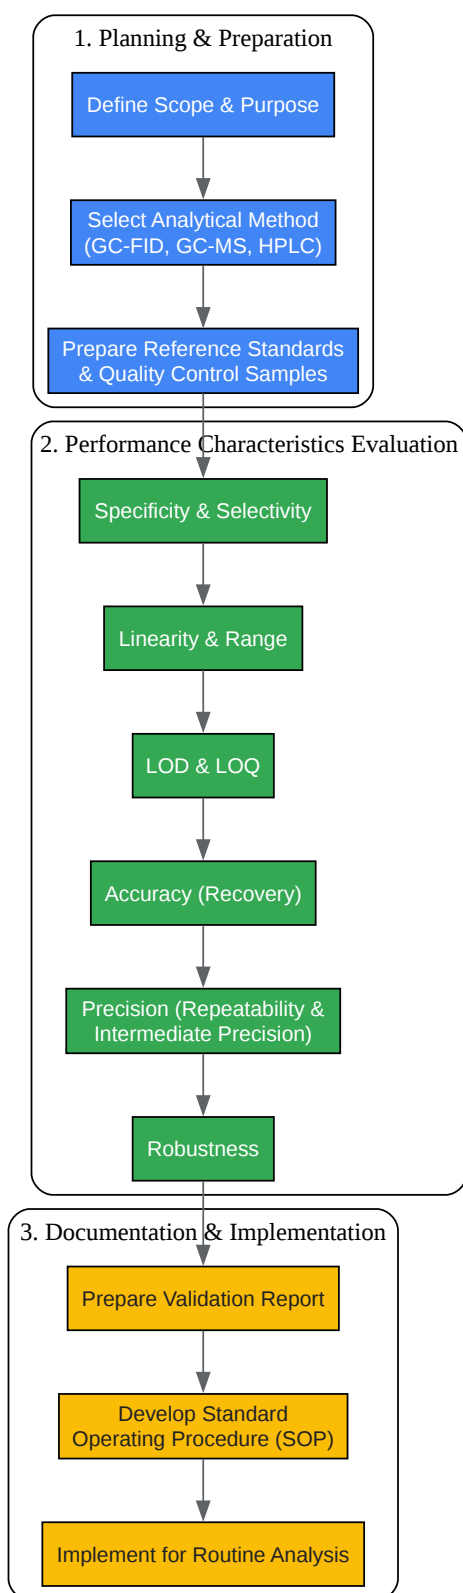 1. Planning & Preparation
Define Scope & Purpose
Select Analytical Method
(GC-FID, GC-MS, HPLC)
Prepare Reference Standards
& Quality Control Samples
2. Performance Characteristics Evaluation
Specificity & Selectivity
Linearity & Range
LOD & LOQ
Accuracy (Recovery)
Precision (Repeatability &
Intermediate Precision)
Robustness
3. Documentation & Implementation
Prepare Validation Report
Develop Standard
Operating Procedure (SOP)
Implement for Routine Analysis